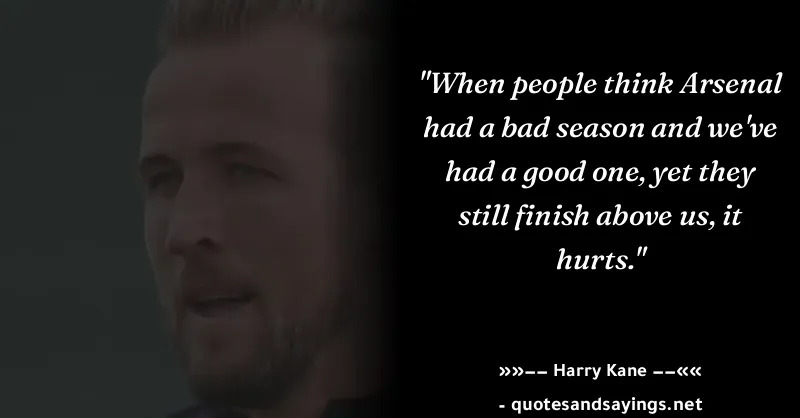 "When people think Arsenal
had a bad season and we've
had a good one, yet they
still finish above us, it
hurts."
»»−− Harry Kane −−««
- quotesandsayings.net